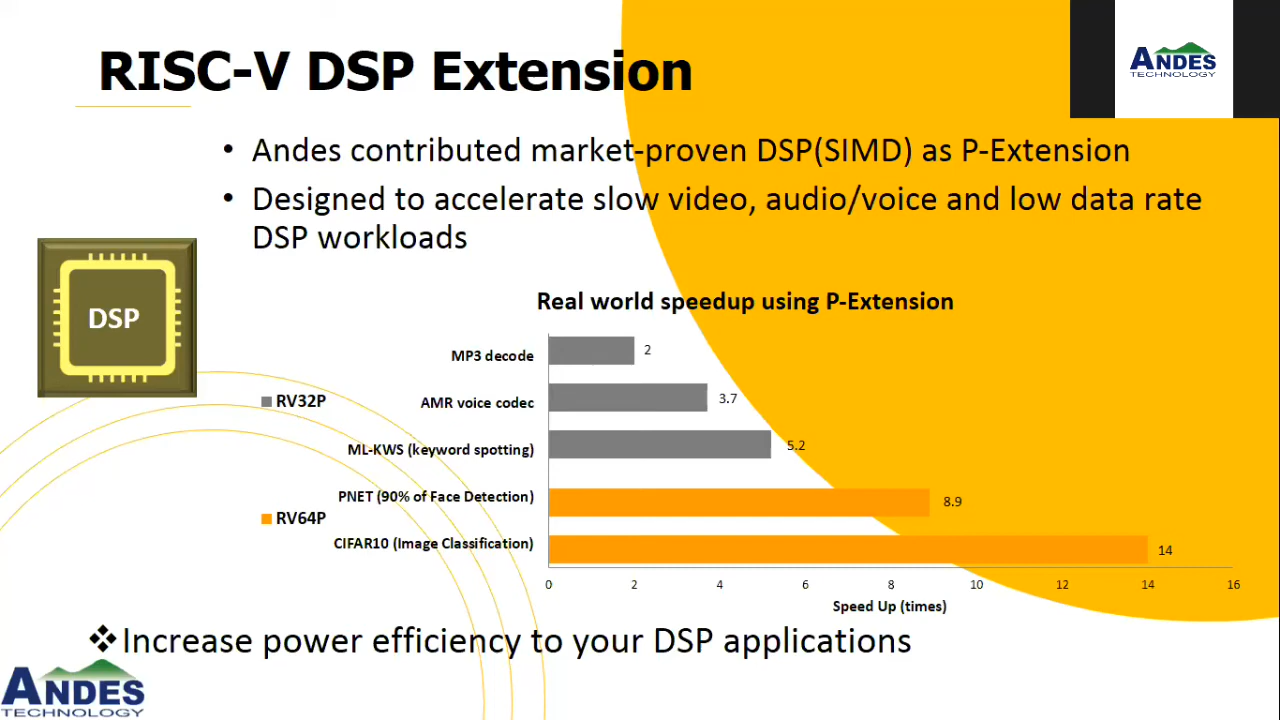 RISC-V DSP Extension
ANDES
TECHNOLOGY
• Andes contributed market-proven DSP(SIMD) as P-Extension
• Designed to accelerate slow video, audio/voice and low data rate
DSP workloads
DSP
Real world speedup using P-Extension
MP3 decode
2
RV32P
AMR voice codec
3.7
ML-KWS (keyword spotting)
5.2
PNET (90% of Face Detection)
8.9
RV64P
CIFAR10 (Image Classification)
14
0 2 4 6 8 10 12 14 16
Speed Up (times)
❖Increase power efficiency to your DSP applications
ANDES
TECHNOLOGY